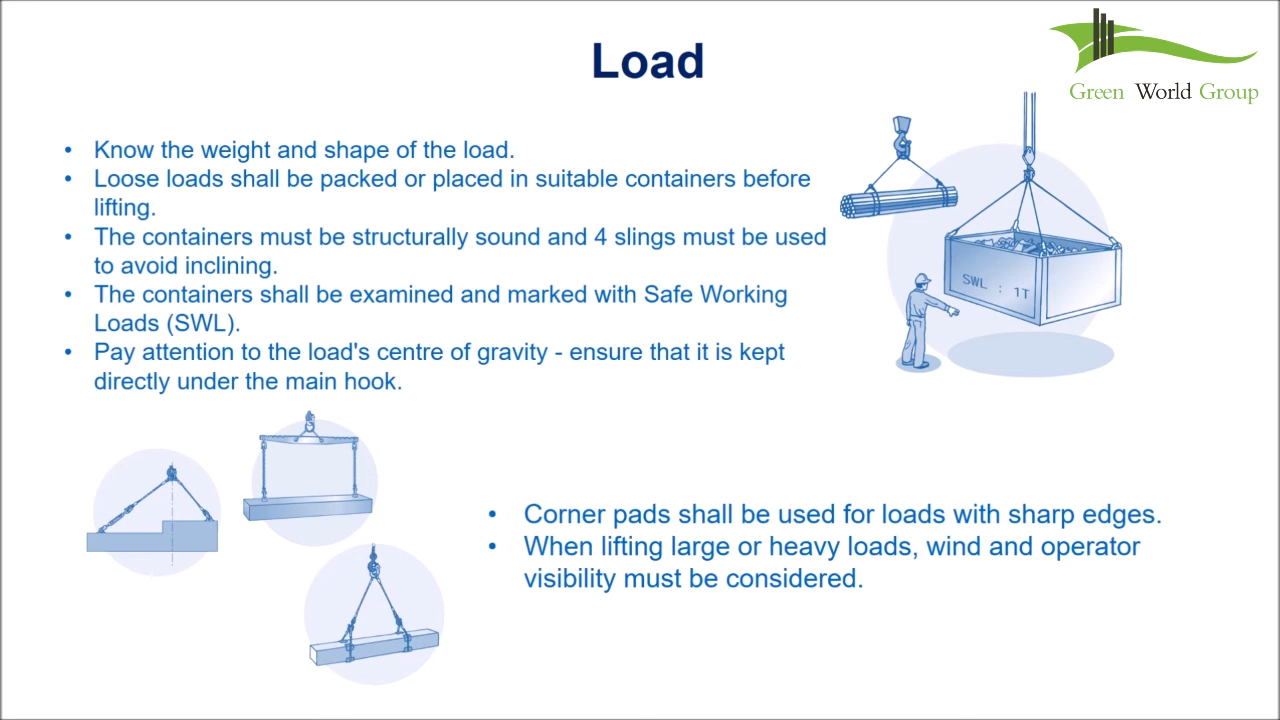 Load
Green World Group
• Know the weight and shape of the load.
• Loose loads shall be packed or placed in suitable containers before
lifting.
• The containers must be structurally sound and 4 slings must be used
to avoid inclining.
• The containers shall be examined and marked with Safe Working
Loads (SWL).
• Pay attention to the load's centre of gravity - ensure that it is kept
directly under the main hook.
SWL : 1T
• Corner pads shall be used for loads with sharp edges.
• When lifting large or heavy loads, wind and operator
visibility must be considered.